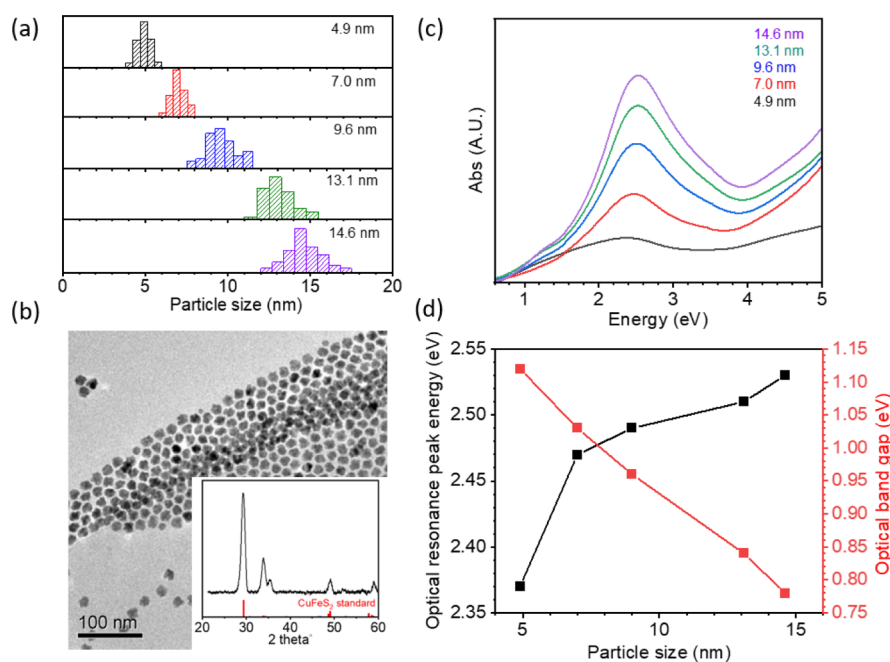 (a)
4.9 nm
7.0 nm
9.6 nm
13.1 nm
14.6 nm
0 5 10 15 20
Particle size (nm)
(b)
100 nm
CuFeS2 standard
20 30 40 50 60
2 theta°
(c)
14.6 nm
13.1 nm
9.6 nm
7.0 nm
4.9 nm
Abs (A.U.)
1 2 3 4 5
Energy (eV)
(d)
2.55
2.50
2.45
2.40
2.35
Optical resonance peak energy (eV)
1.15
1.10
1.05
1.00
0.95
0.90
0.85
0.80
0.75
Optical band gap (eV)
5 10 15
Particle size (nm)